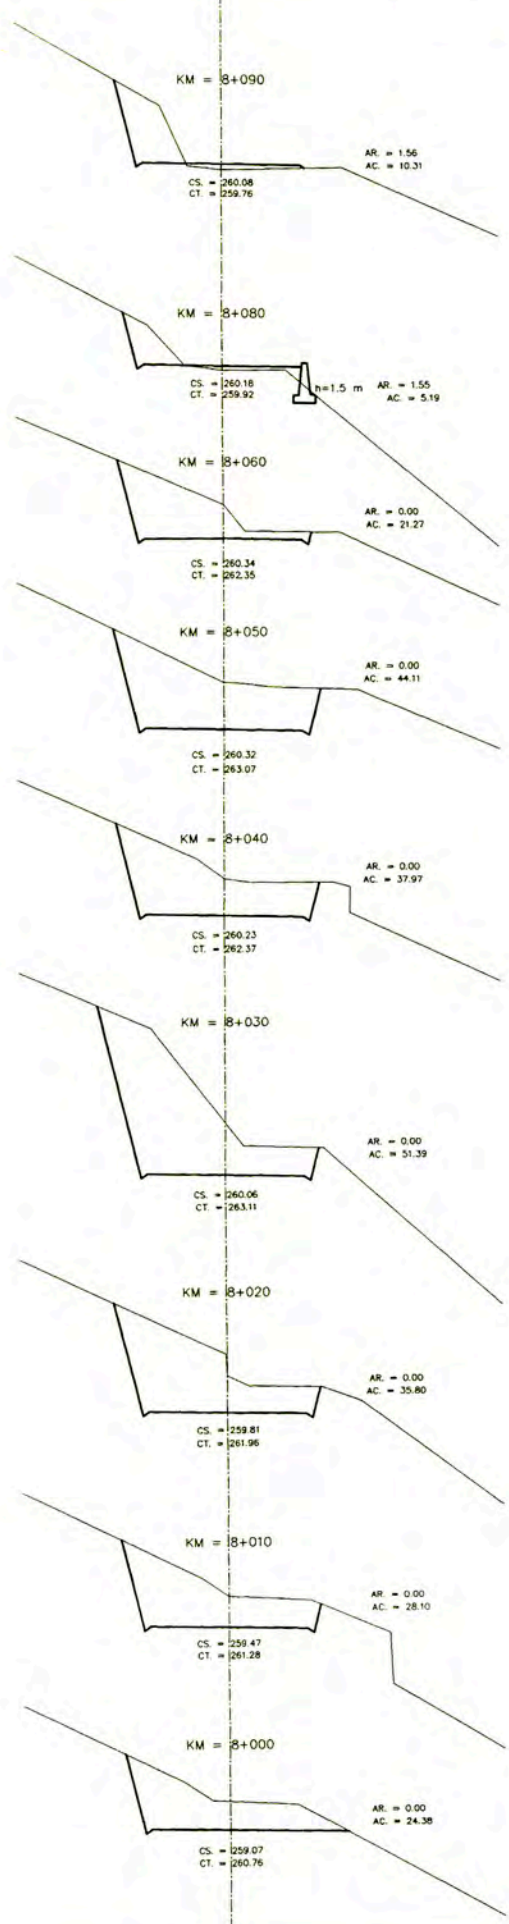 KM = 8+090
AR. = 1.56
AC. = 10.31
CS. = 260.08
CT. = 259.76
KM = 8+080
h=1.5 m
AR. = 1.55
AC. = 5.19
CS. = 260.18
CT. = 259.92
KM = 8+060
AR. = 0.00
AC. = 21.27
CS. = 260.34
CT. = 262.35
KM = 8+050
AR. = 0.00
AC. = 44.11
CS. = 260.32
CT. = 263.07
KM = 8+040
AR. = 0.00
AC. = 37.97
CS. = 260.23
CT. = 262.37
KM = 8+030
AR. = 0.00
AC. = 51.39
CS. = 260.06
CT. = 263.11
KM = 8+020
AR. = 0.00
AC. = 35.80
CS. = 259.81
CT. = 261.96
KM = 8+010
AR. = 0.00
AC. = 28.10
CS. = 259.47
CT. = 261.28
KM = 8+000
AR. = 0.00
AC. = 24.38
CS. = 259.07
CT. = 260.76